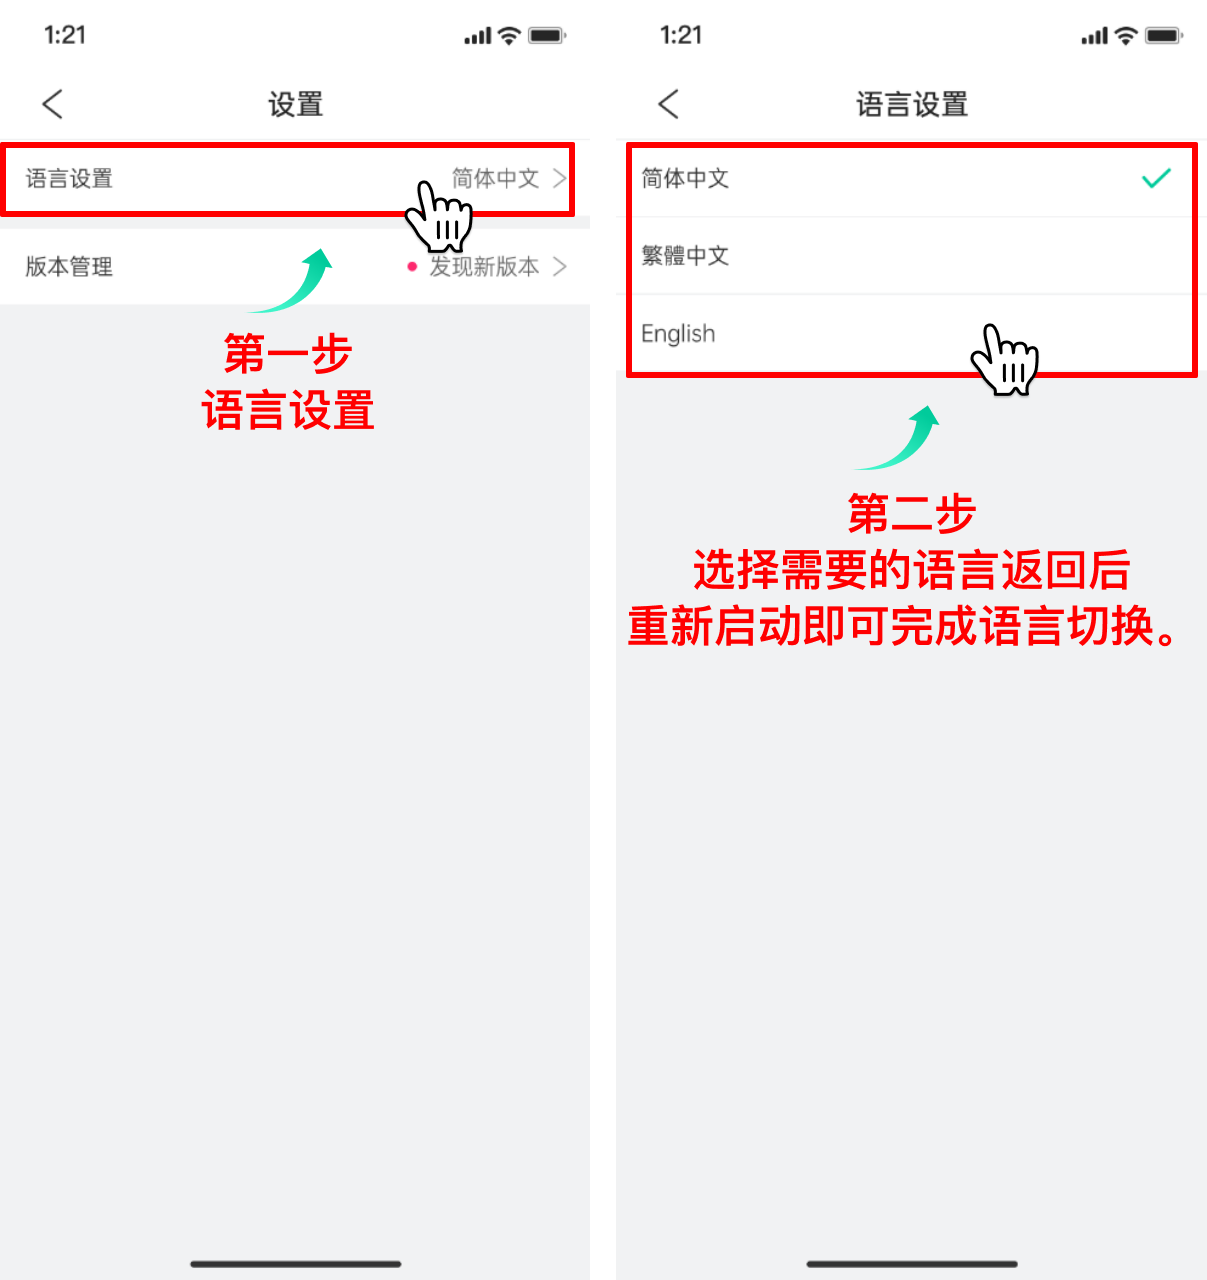 1:21
设置
语言设置
简体中文
版本管理
发现新版本
第一步
语言设置
1:21
语言设置
简体中文
繁體中文
English
第二步
选择需要的语言返回后
重新启动即可完成语言切换。